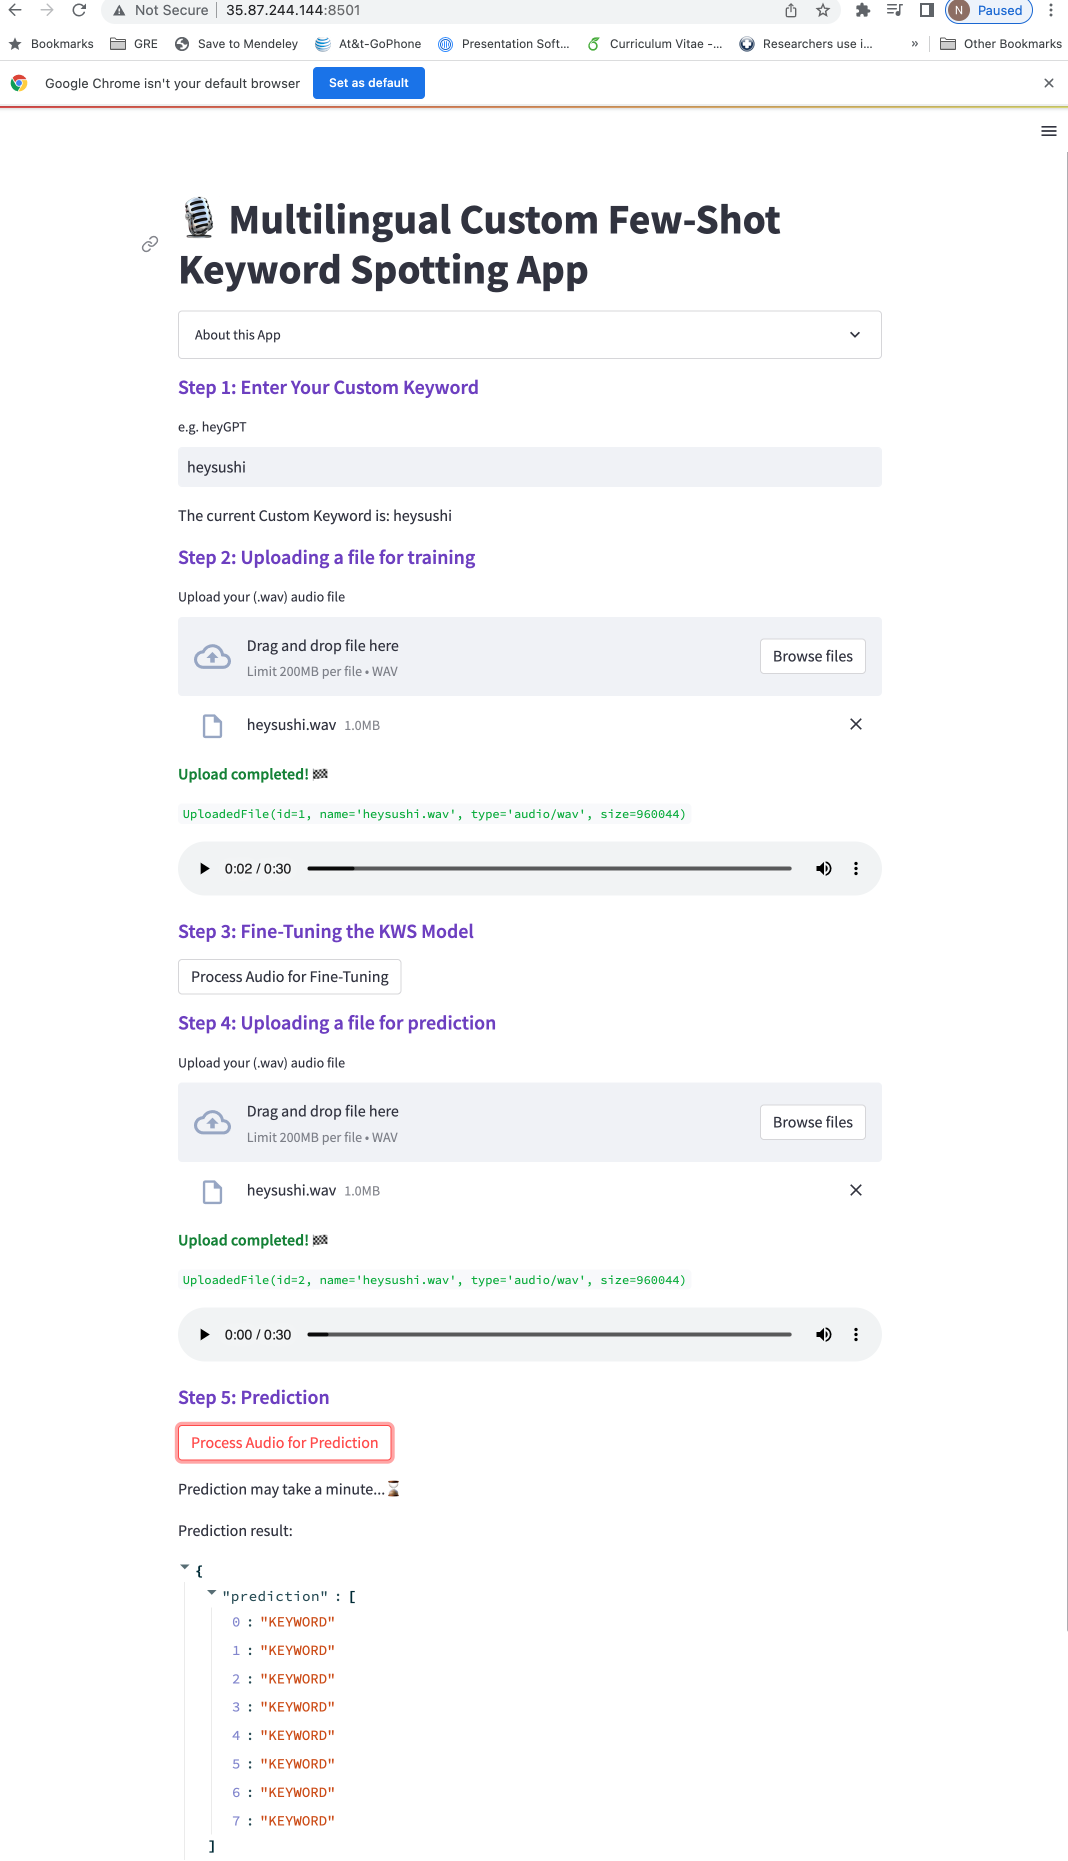 Not Secure | 35.87.244.144:8501
N Paused
Bookmarks GRE Save to Mendeley At&t-GoPhone Presentation Soft... Curriculum Vitae -... Researchers use i... » Other Bookmarks
Google Chrome isn't your default browser Set as default
Multilingual Custom Few-Shot
Keyword Spotting App
About this App
Step 1: Enter Your Custom Keyword
e.g. heyGPT
heysushi
The current Custom Keyword is: heysushi
Step 2: Uploading a file for training
Upload your (.wav) audio file
Drag and drop file here
Limit 200MB per file • WAV
Browse files
heysushi.wav 1.0MB
Upload completed!
UploadedFile(id=1, name='heysushi.wav', type='audio/wav', size=960044)
0:02 / 0:30
Step 3: Fine-Tuning the KWS Model
Process Audio for Fine-Tuning
Step 4: Uploading a file for prediction
Upload your (.wav) audio file
Drag and drop file here
Limit 200MB per file • WAV
Browse files
heysushi.wav 1.0MB
Upload completed!
UploadedFile(id=2, name='heysushi.wav', type='audio/wav', size=960044)
0:00 / 0:30
Step 5: Prediction
Process Audio for Prediction
Prediction may take a minute...
Prediction result:
{
"prediction" : [
0 : "KEYWORD"
1 : "KEYWORD"
2 : "KEYWORD"
3 : "KEYWORD"
4 : "KEYWORD"
5 : "KEYWORD"
6 : "KEYWORD"
7 : "KEYWORD"
]